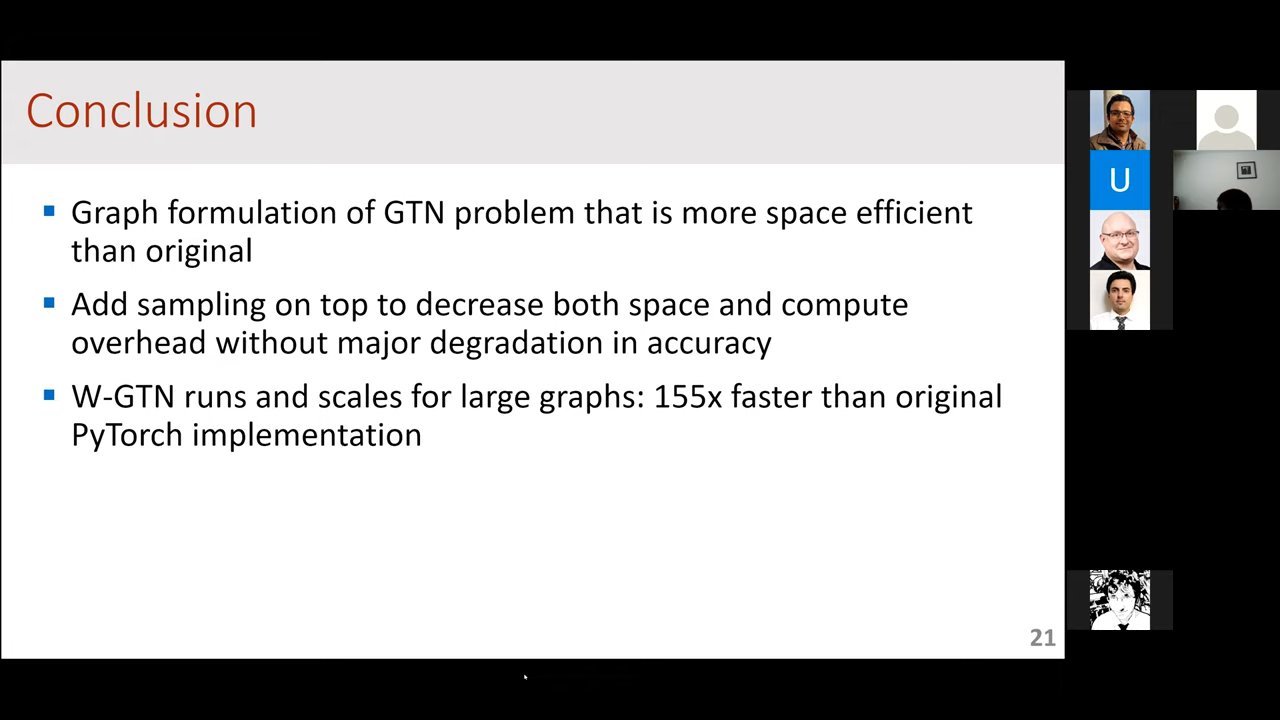 Conclusion
Graph formulation of GTN problem that is more space efficient
than original
Add sampling on top to decrease both space and compute
overhead without major degradation in accuracy
W-GTN runs and scales for large graphs: 155x faster than original
PyTorch implementation
21
U